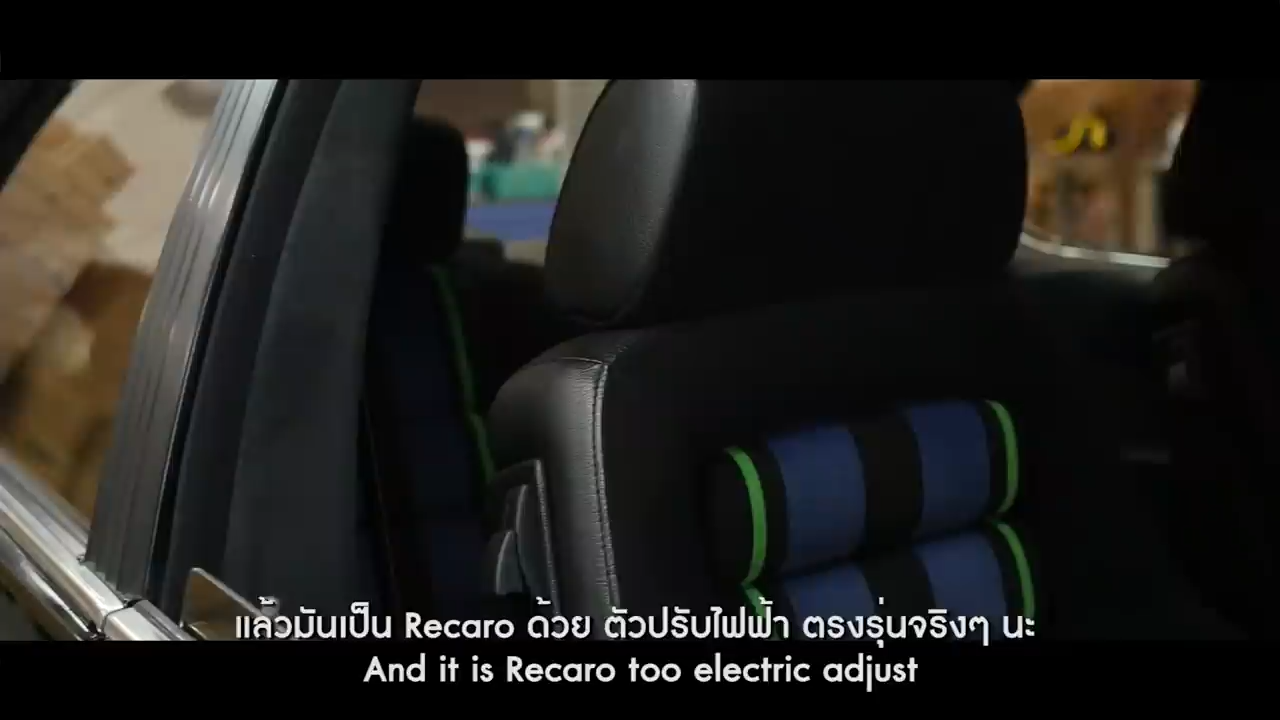 แล้วมันเป็น Recaro ด้วย ตัวปรับไฟฟ้า ตรงรุ่นจริงๆ นะ
And it is Recaro too electric adjust